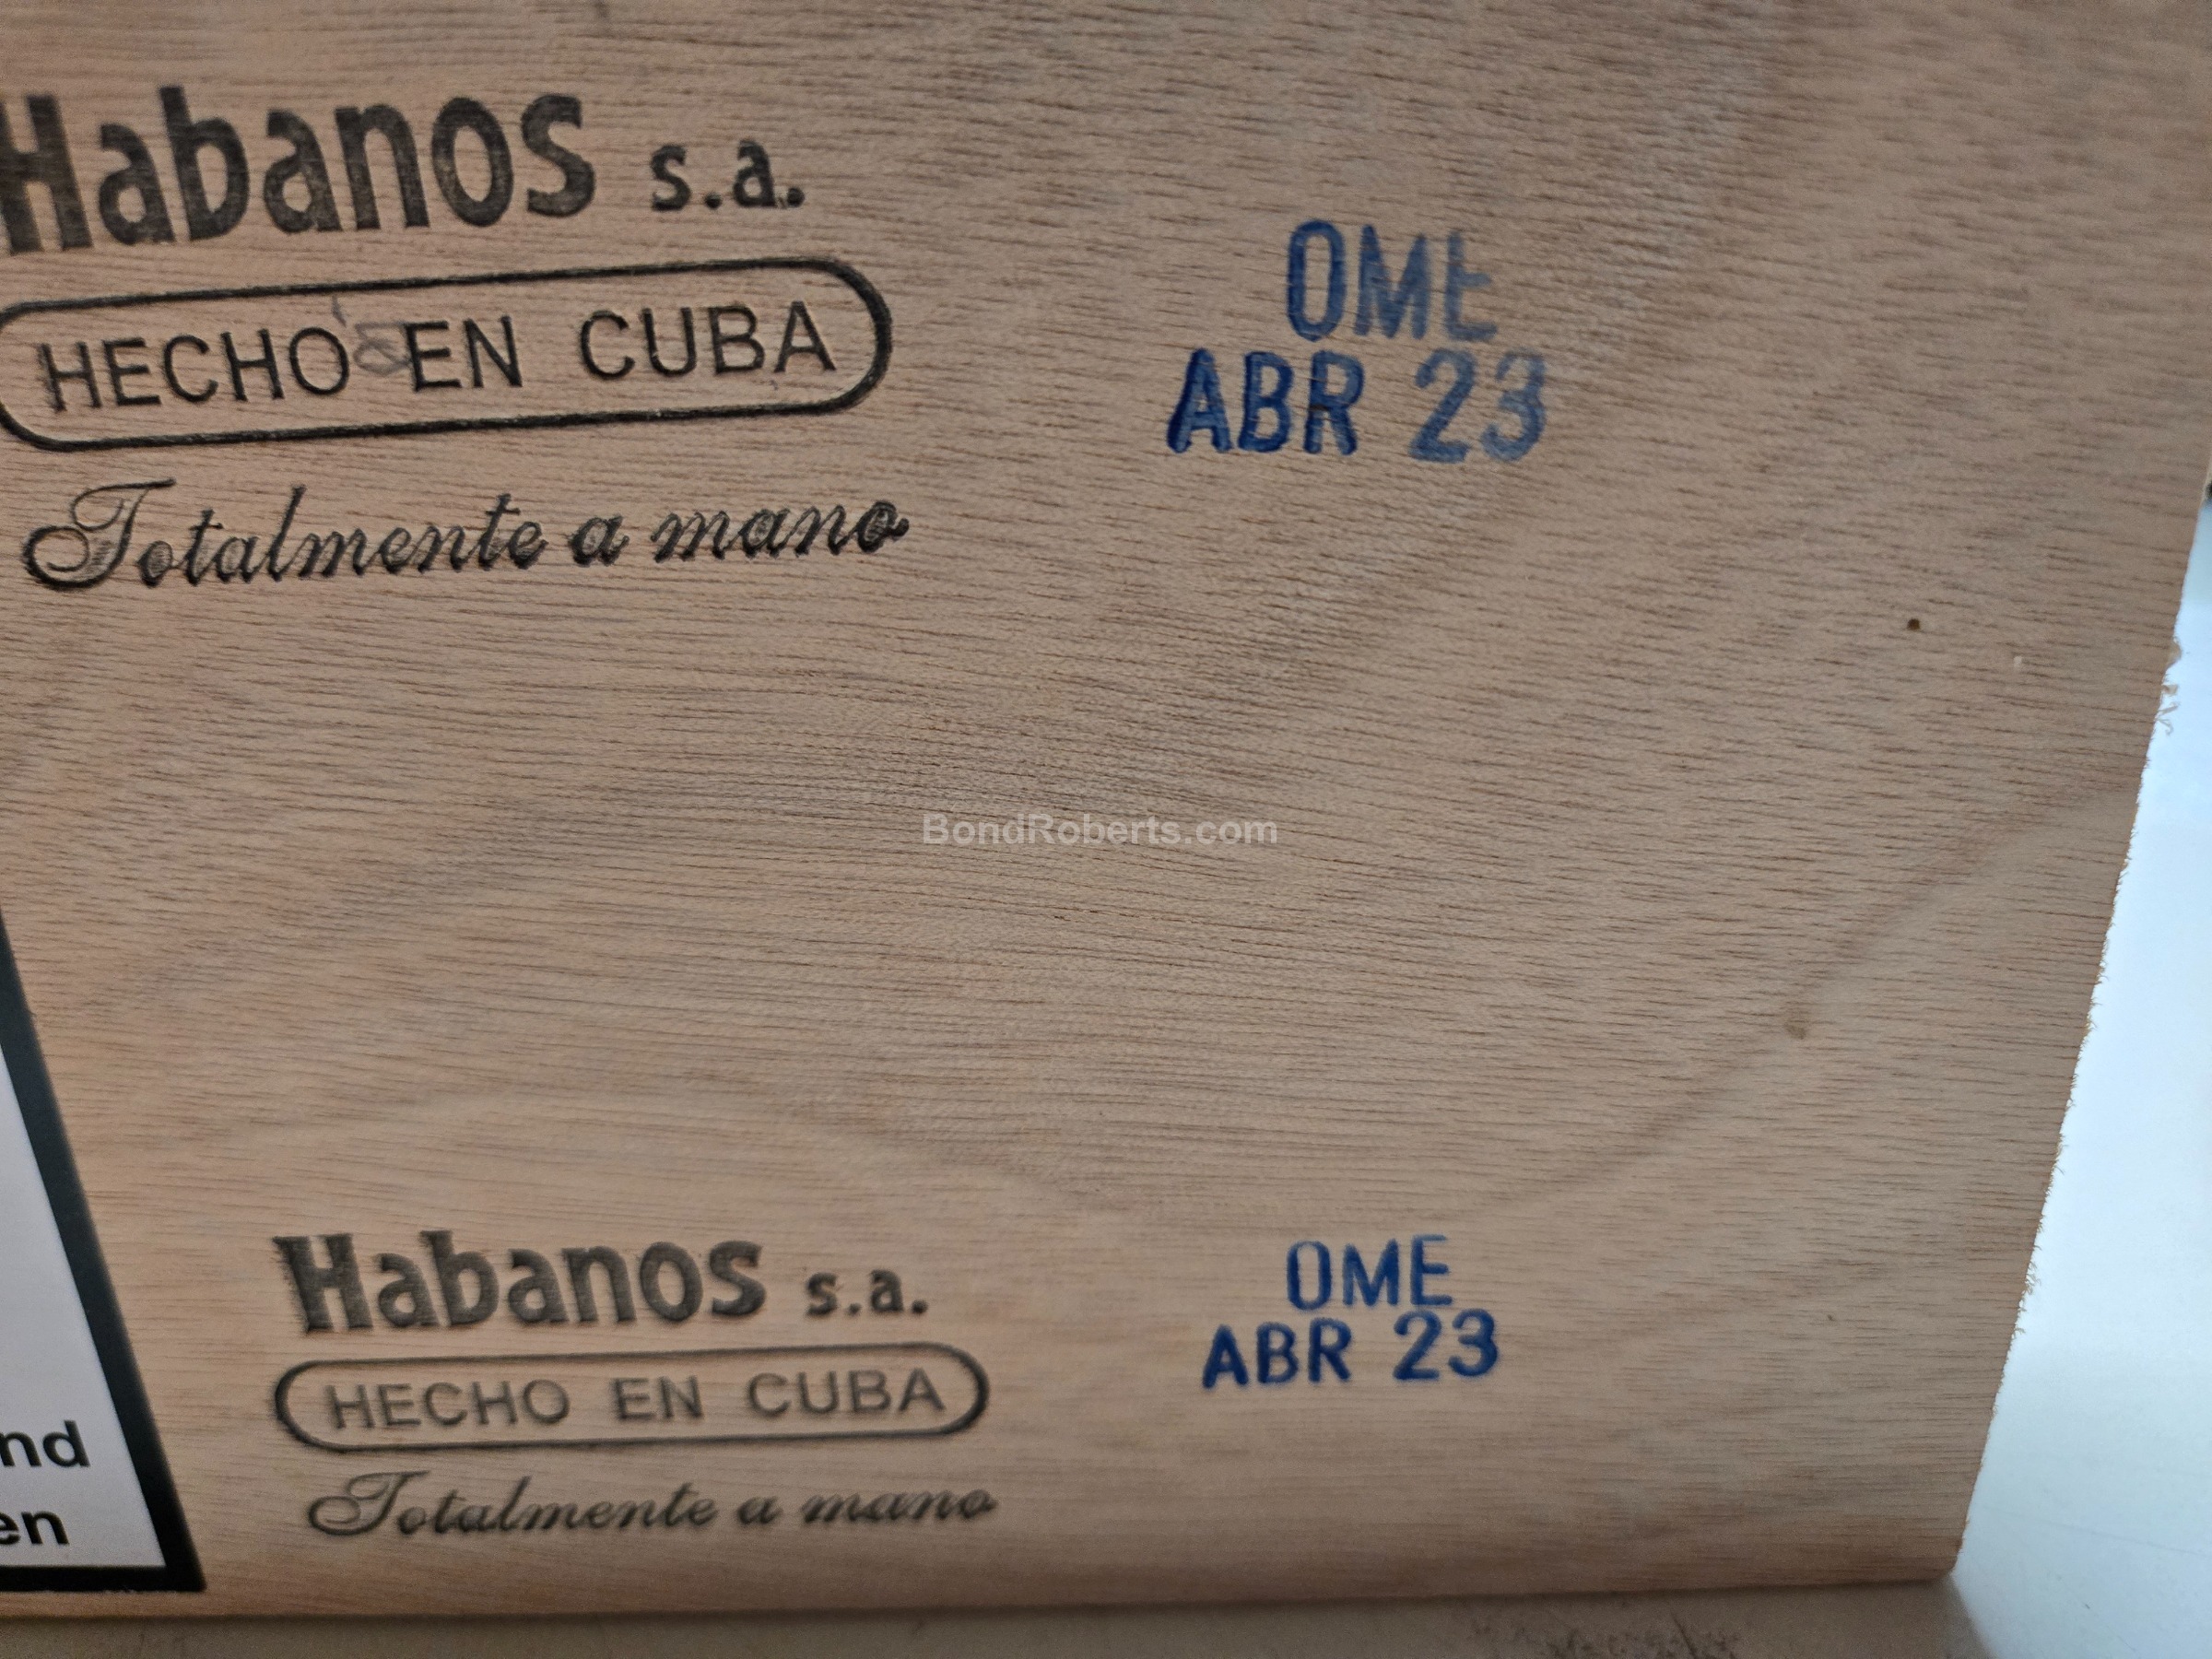 Habanos s.a.
HECHO EN CUBA
Totalmente a mano
OME
ABR 23
BondRoberts.com
Habanos s.a.
HECHO EN CUBA
Totalmente a mano
OME
ABR 23
nd
en